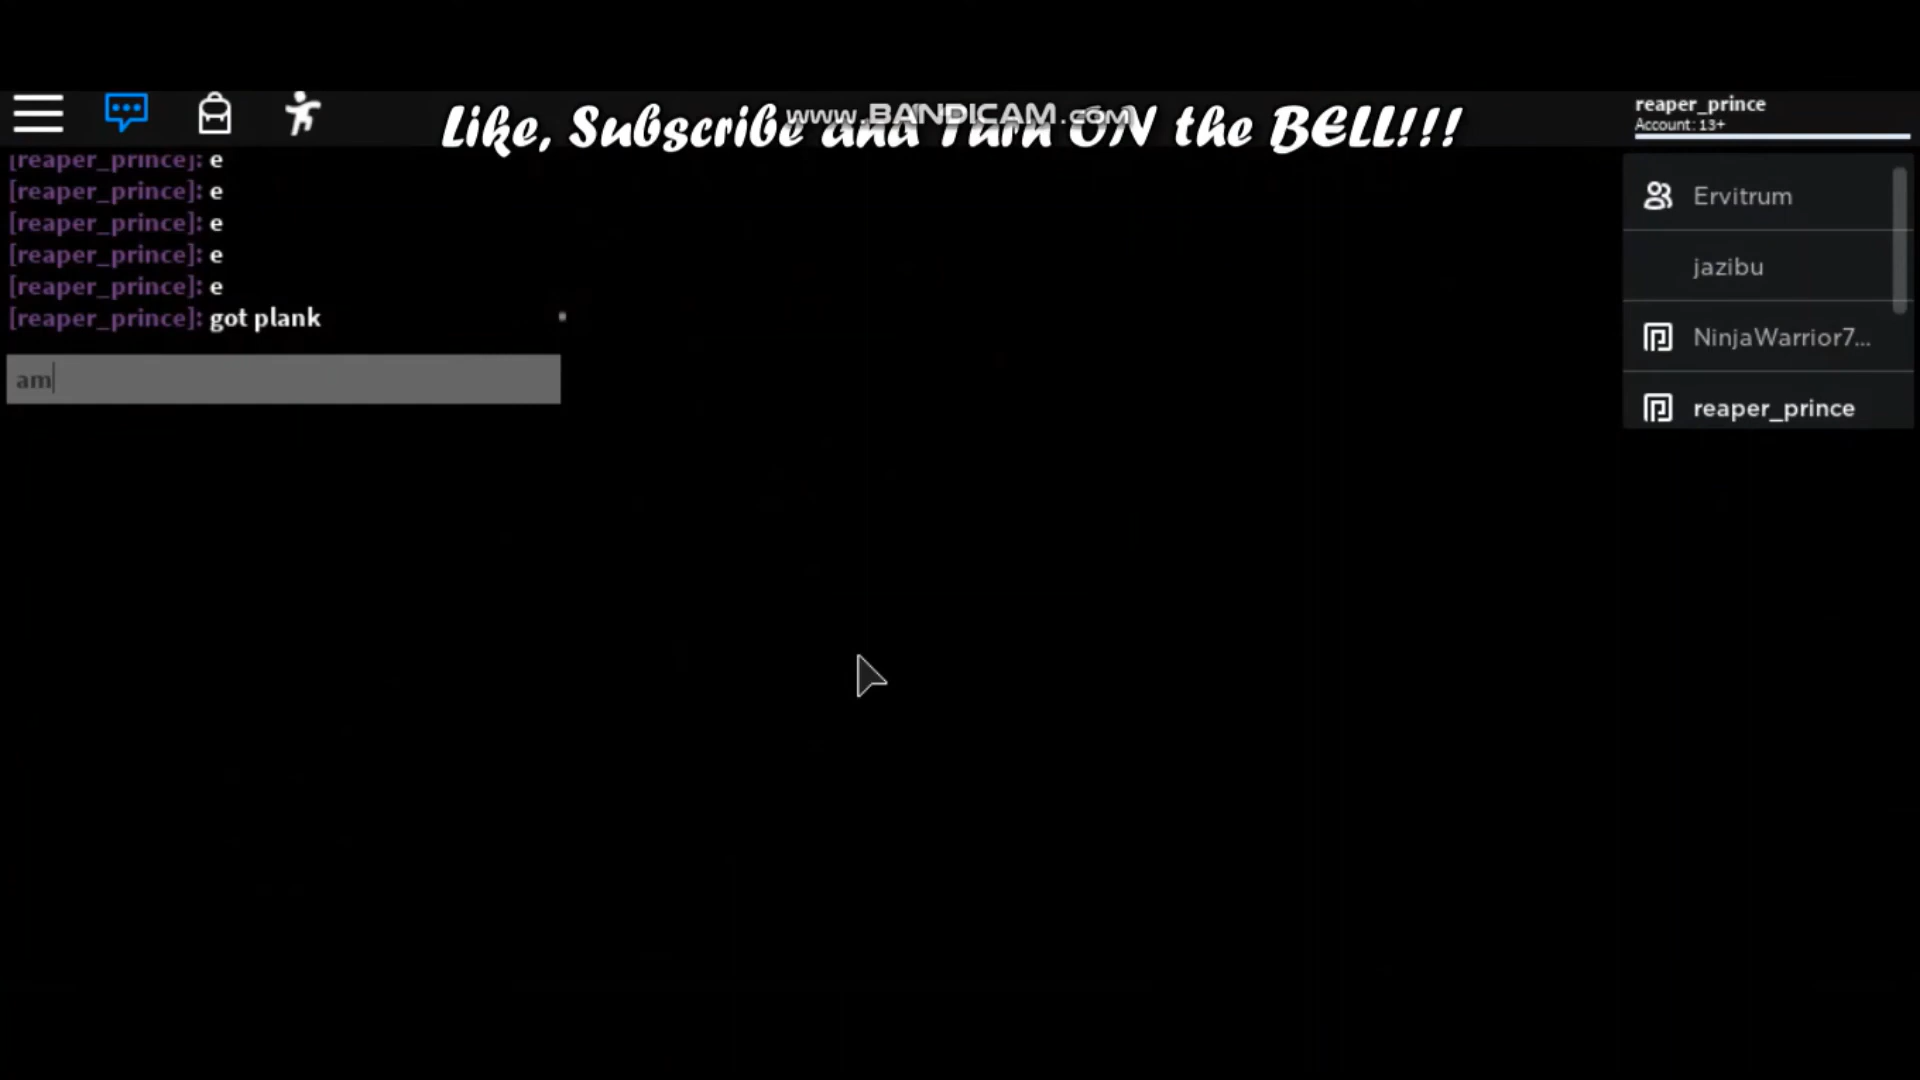 www.BANDICAM.com
Like, Subscribe and Turn ON the BELL!!!
reaper_prince
Account: 13+
[reaper_prince]: e
[reaper_prince]: e
[reaper_prince]: e
[reaper_prince]: e
[reaper_prince]: e
[reaper_prince]: got plank
am
Ervitrum
jazibu
NinjaWarrior7...
reaper_prince